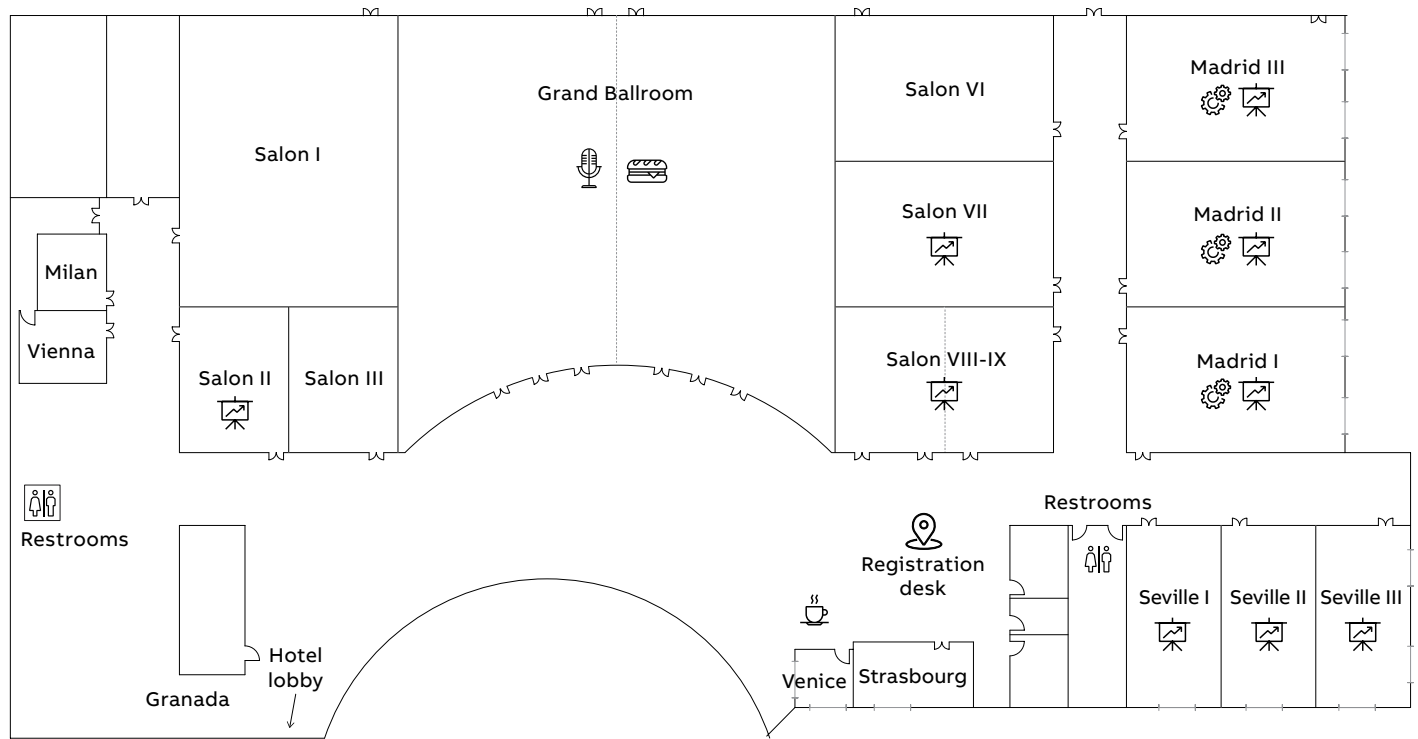 Grand Ballroom
Salon I
Salon VI
Madrid III
Salon VII
Madrid II
Milan
Vienna
Salon II
Salon III
Salon VIII-IX
Madrid I
Restrooms
Restrooms
Registration
desk
Seville I
Seville II
Seville III
Hotel
lobby
Granada
Venice
Strasbourg